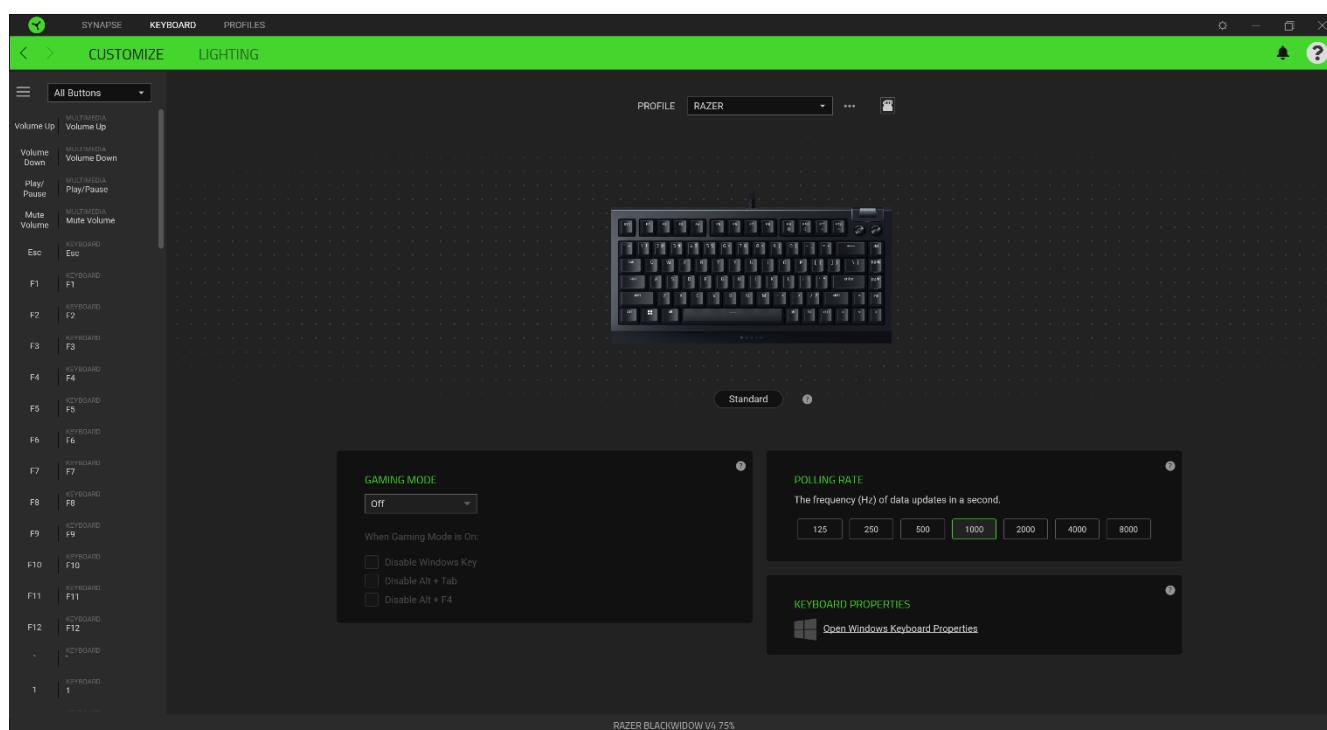 SYNAPSE KEYBOARD PROFILES
CUSTOMIZE LIGHTING
All Buttons
PROFILE RAZER
Volume Up MULTIMEDIA Volume Up
Volume Down MULTIMEDIA Volume Down
Play/Pause MULTIMEDIA Play/Pause
Mute Volume MULTIMEDIA Mute Volume
Esc KEYBOARD Esc
F1 KEYBOARD F1
F2 KEYBOARD F2
F3 KEYBOARD F3
F4 KEYBOARD F4
F5 KEYBOARD F5
F6 KEYBOARD F6
F7 KEYBOARD F7
F8 KEYBOARD F8
F9 KEYBOARD F9
F10 KEYBOARD F10
F11 KEYBOARD F11
F12 KEYBOARD F12
` KEYBOARD `
1 KEYBOARD 1
Standard
GAMING MODE
Off
When Gaming Mode is On:
Disable Windows Key
Disable Alt + Tab
Disable Alt + F4
POLLING RATE
The frequency (Hz) of data updates in a second.
125 250 500 1000 2000 4000 8000
KEYBOARD PROPERTIES
Open Windows Keyboard Properties
RAZER BLACKWIDOW V4 75%